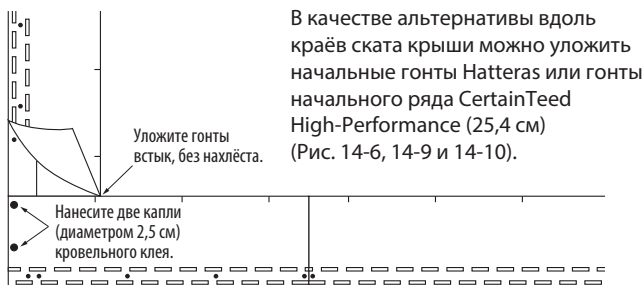 В качестве альтернативы вдоль
краёв ската крыши можно уложить
начальные гонты Hatteras или гонты
начального ряда CertainTeed
High-Performance (25,4 см)
(Рис. 14-6, 14-9 и 14-10).
Уложите гонты
встык, без нахлёста.
Нанесите две капли
(диаметром 2,5 см)
кровельного клея.